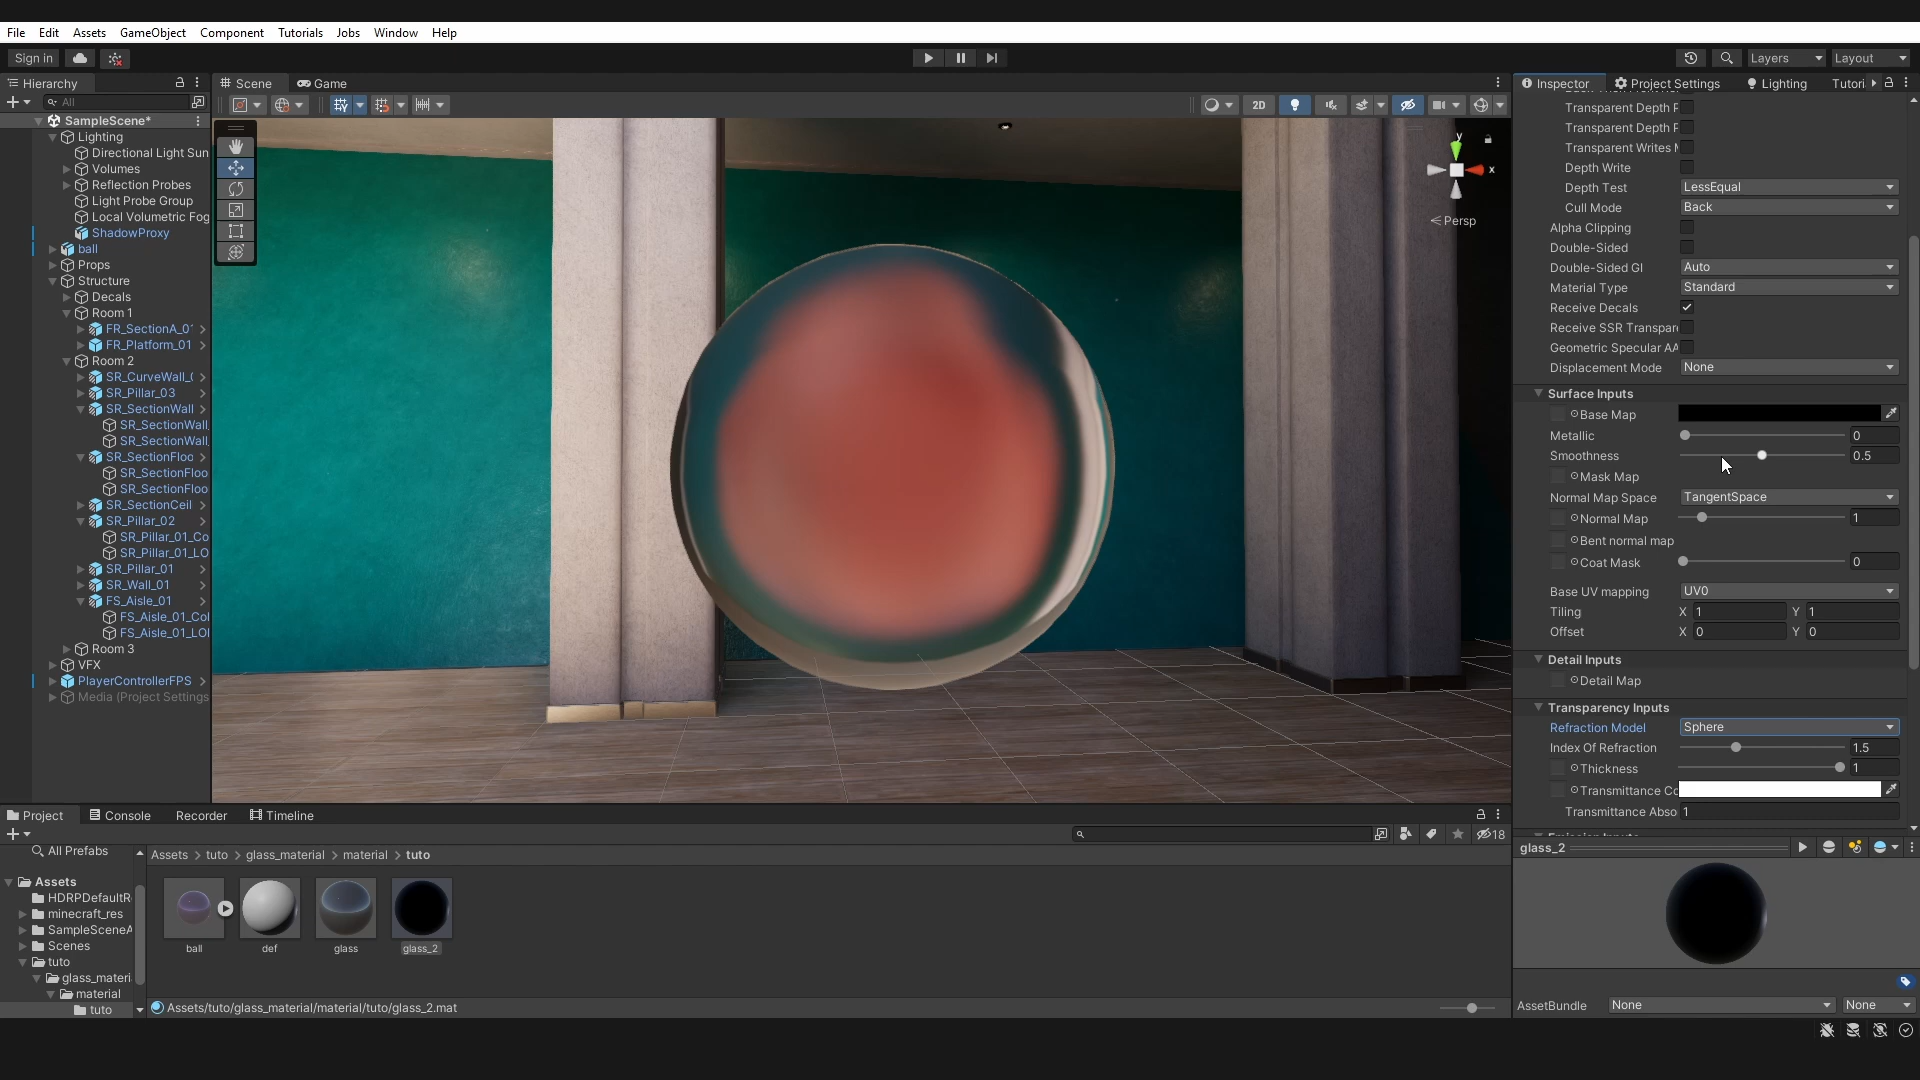 File Edit Assets GameObject Component Tutorials Jobs Window Help
Sign in
Layers
Layout
Hierarchy
All
SampleScene*
Lighting
Directional Light Sun
Volumes
Reflection Probes
Light Probe Group
Local Volumetric Fog
ShadowProxy
ball
Props
Structure
Decals
Room 1
FR_SectionA_01
FR_Platform_01
Room 2
SR_CurveWall_
SR_Pillar_03
SR_SectionWall
SR_SectionWall
SR_SectionWall
SR_SectionFloo
SR_SectionFloo
SR_SectionFloo
SR_SectionCeil
SR_Pillar_02
SR_Pillar_01_Co
SR_Pillar_01_LO
SR_Pillar_01
SR_Wall_01
FS_Aisle_01
FS_Aisle_01_Col
FS_Aisle_01_LO
Room 3
VFX
PlayerControllerFPS
Media (Project Settings
Scene Game
2D
y
x
< Persp
Inspector Project Settings Lighting Tutori
Transparent Depth P
Transparent Depth P
Transparent Writes M
Depth Write
Depth Test LessEqual
Cull Mode Back
Alpha Clipping
Double-Sided
Double-Sided GI Auto
Material Type Standard
Receive Decals
Receive SSR Transpar
Geometric Specular AA
Displacement Mode None
Surface Inputs
Base Map
Metallic 0
Smoothness 0.5
Mask Map
Normal Map Space TangentSpace
Normal Map 1
Bent normal map
Coat Mask 0
Base UV mapping UV0
Tiling X 1 Y 1
Offset X 0 Y 0
Detail Inputs
Detail Map
Transparency Inputs
Refraction Model Sphere
Index Of Refraction 1.5
Thickness 1
Transmittance Co
Transmittance Abso 1
glass_2
AssetBundle None None
Project Console Recorder Timeline
18
All Prefabs
Assets
HDRPDefaultR
minecraft_res
SampleSceneA
Scenes
tuto
glass_materi
material
tuto
Assets > tuto > glass_material > material > tuto
ball
def
glass
glass_2
Assets/tuto/glass_material/material/tuto/glass_2.mat